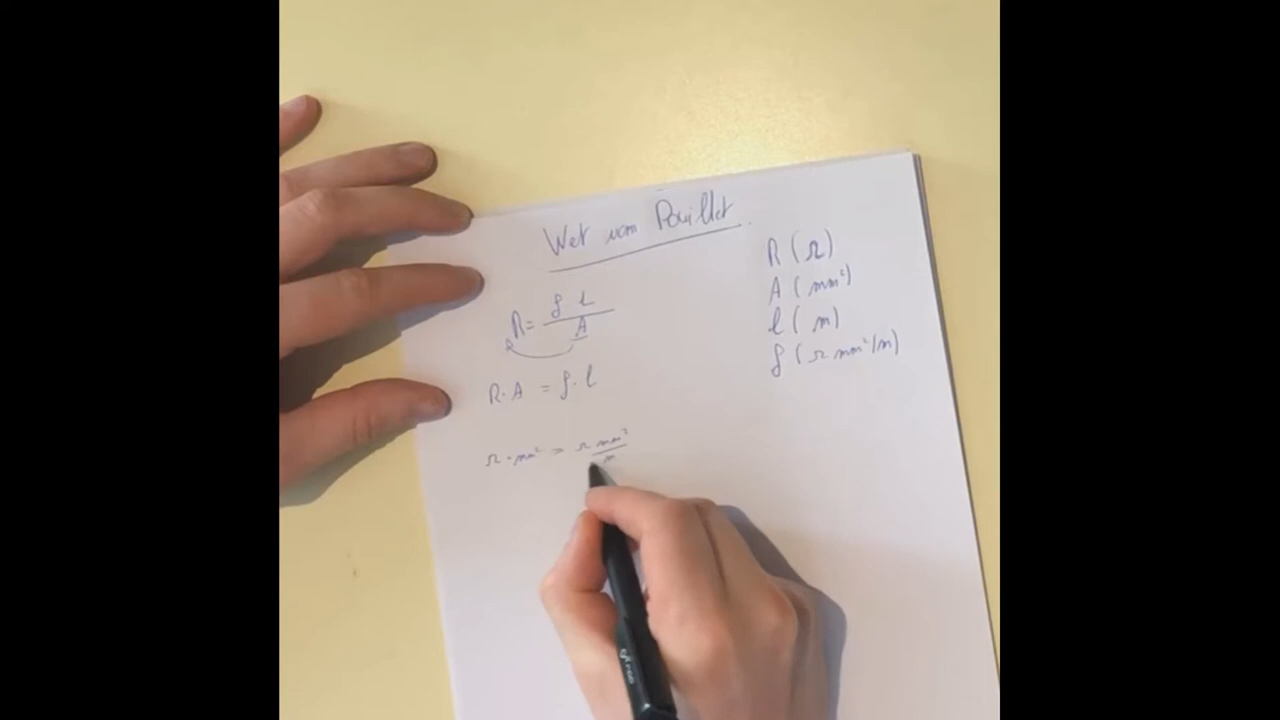 Wet van Pouillet
R = ρ l / A
R · A = ρ · l
Ω · mm² = Ω mm² / m
R (Ω)
A (mm²)
l (m)
ρ (Ω mm²/m)